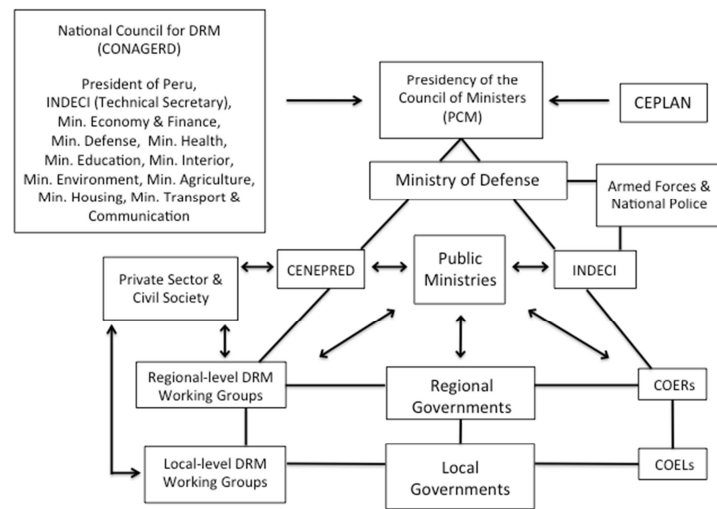 National Council for DRM
(CONAGERD)
President of Peru,
INDECI (Technical Secretary),
Min. Economy & Finance,
Min. Defense, Min. Health,
Min. Education, Min. Interior,
Min. Environment, Min. Agriculture,
Min. Housing, Min. Transport &
Communication
Presidency of the
Council of Ministers
(PCM)
CEPLAN
Ministry of Defense
Armed Forces &
National Police
Private Sector &
Civil Society
CENEPRED
Public
Ministries
INDECI
Regional-level DRM
Working Groups
Regional
Governments
COERs
Local-level DRM
Working Groups
Local
Governments
COELs